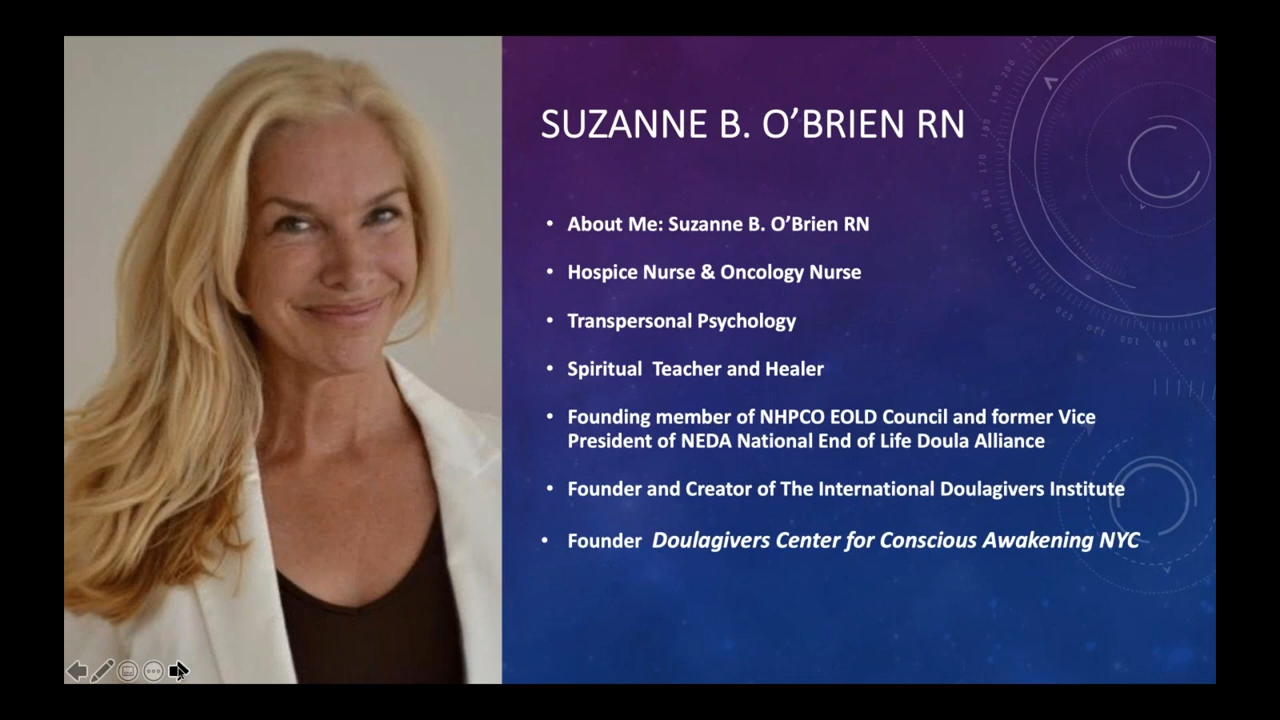 SUZANNE B. O’BRIEN RN
• About Me: Suzanne B. O’Brien RN
• Hospice Nurse & Oncology Nurse
• Transpersonal Psychology
• Spiritual  Teacher and Healer
• Founding member of NHPCO EOLD Council and former Vice
President of NEDA National End of Life Doula Alliance
• Founder and Creator of The International Doulagivers Institute
• Founder  Doulagivers Center for Conscious Awakening NYC